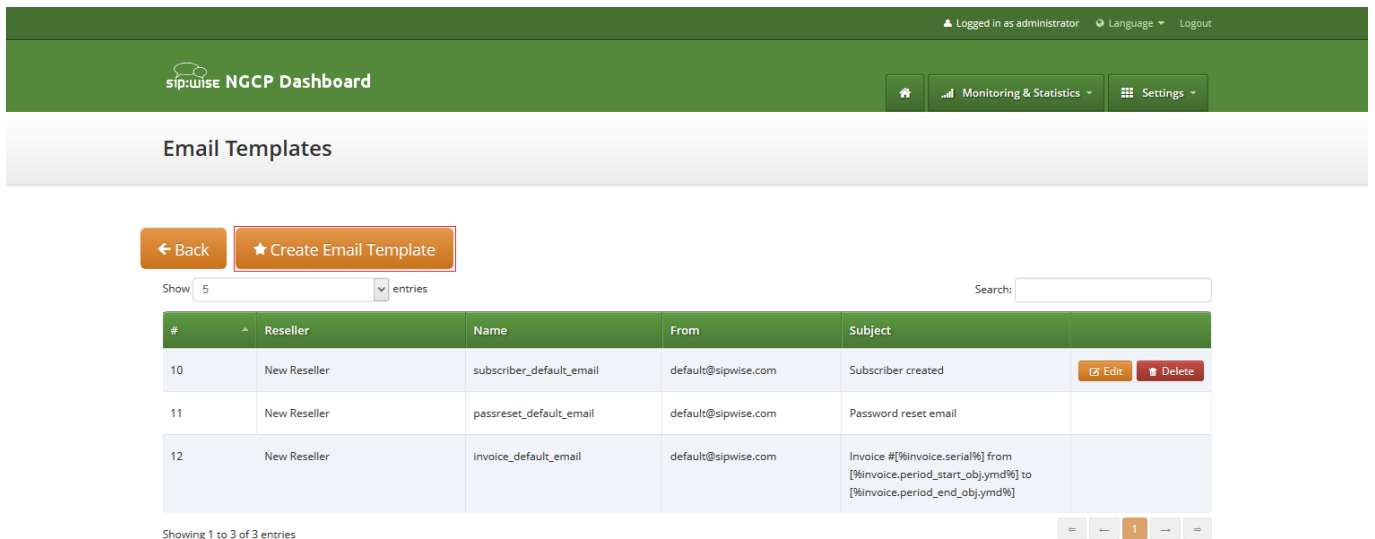 Logged in as administrator Language Logout
sip:wise NGCP Dashboard
Monitoring & Statistics Settings
Email Templates
Back Create Email Template
Show 5 entries Search:
# Reseller Name From Subject
10 New Reseller subscriber_default_email default@sipwise.com Subscriber created Edit Delete
11 New Reseller passreset_default_email default@sipwise.com Password reset email
12 New Reseller invoice_default_email default@sipwise.com Invoice #[%invoice.serial%] from
[%invoice.period_start_obj.ymd%] to
[%invoice.period_end_obj.ymd%]
Showing 1 to 3 of 3 entries ⇐ ← 1 → ⇒